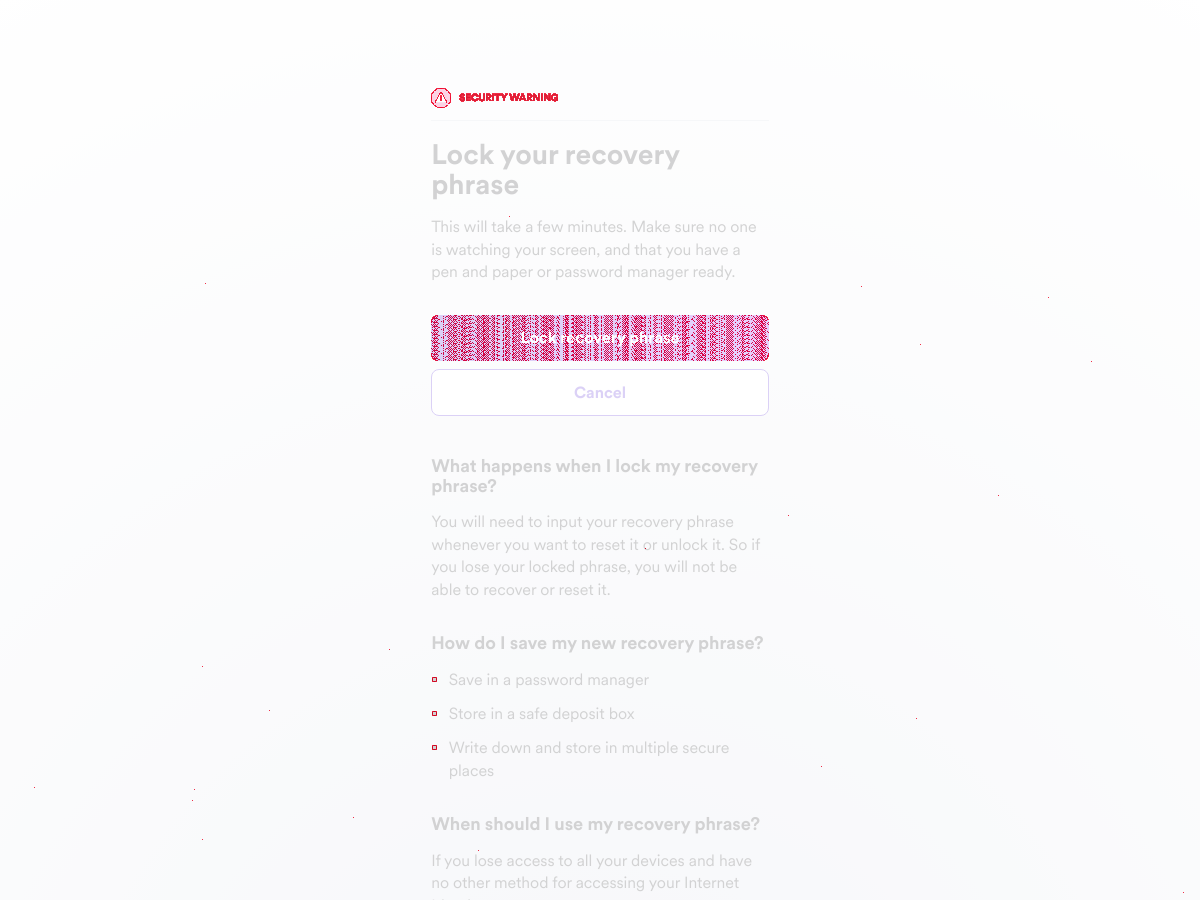 SECURITY WARNING
Lock your recovery
phrase
This will take a few minutes. Make sure no one
is watching your screen, and that you have a
pen and paper or password manager ready.
Lock recovery phrase
Cancel
What happens when I lock my recovery
phrase?
You will need to input your recovery phrase
whenever you want to reset it or unlock it. So if
you lose your locked phrase, you will not be
able to recover or reset it.
How do I save my new recovery phrase?
Save in a password manager
Store in a safe deposit box
Write down and store in multiple secure
places
When should I use my recovery phrase?
If you lose access to all your devices and have
no other method for accessing your Internet